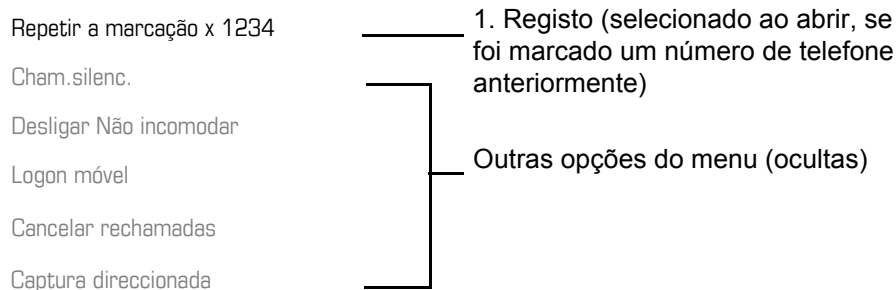 Repetir a marcação x 1234
1. Registo (selecionado ao abrir, se
foi marcado um número de telefone
anteriormente)
Cham.silenc.
Desligar Não incomodar
Logon móvel
Cancelar rechamadas
Captura direccionada
Outras opções do menu (ocultas)